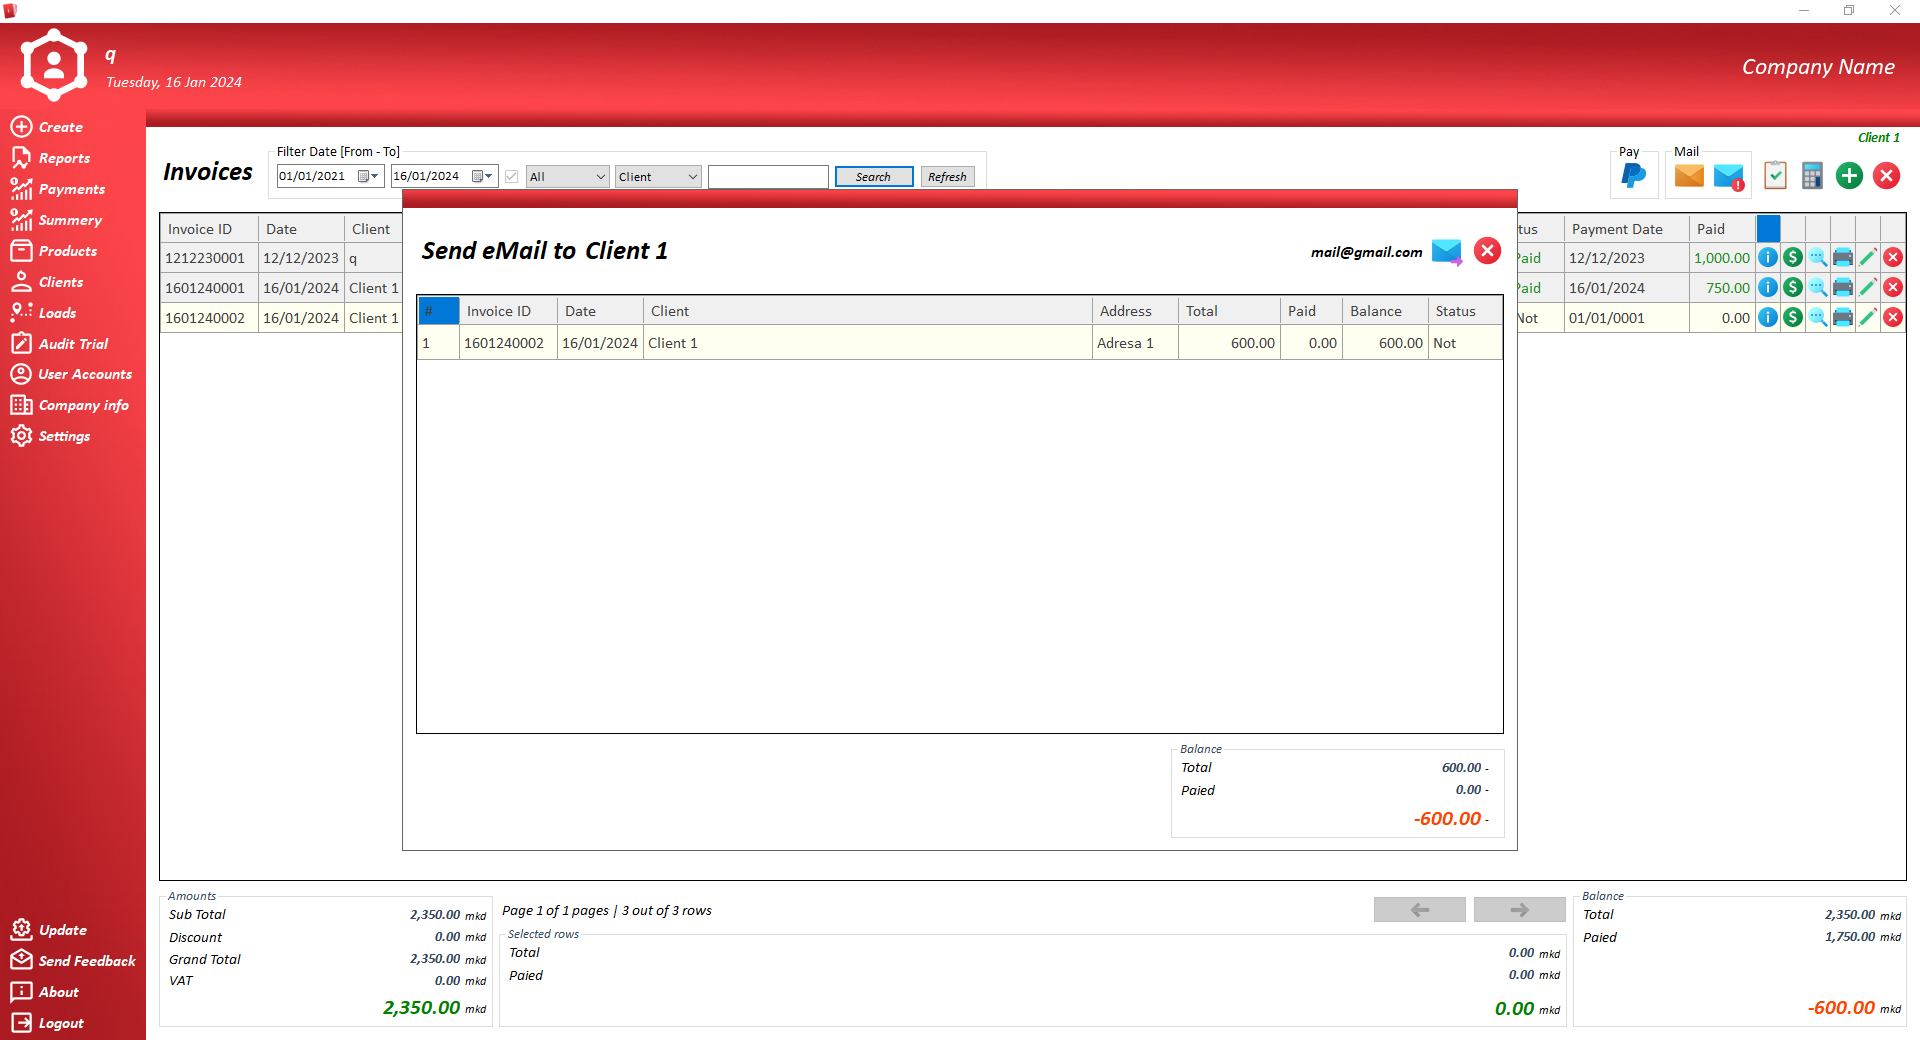 q
Tuesday, 16 Jan 2024
Company Name
Create
Reports
Payments
Summery
Products
Clients
Loads
Audit Trial
User Accounts
Company info
Settings
Update
Send Feedback
About
Logout
Client 1
Invoices
Filter Date [From - To]
01/01/2021 16/01/2024 All Client Search Refresh
Pay Mail
Invoice ID Date Client tus Payment Date Paid
1212230001 12/12/2023 q Paid 12/12/2023 1,000.00
1601240001 16/01/2024 Client 1 Paid 16/01/2024 750.00
1601240002 16/01/2024 Client 1 Not 01/01/0001 0.00
Send eMail to Client 1
mail@gmail.com
# Invoice ID Date Client Address Total Paid Balance Status
1 1601240002 16/01/2024 Client 1 Adresa 1 600.00 0.00 600.00 Not
Balance
Total 600.00 -
Paied 0.00 -
-600.00 -
Amounts
Sub Total 2,350.00 mkd
Discount 0.00 mkd
Grand Total 2,350.00 mkd
VAT 0.00 mkd
2,350.00 mkd
Page 1 of 1 pages | 3 out of 3 rows
Selected rows
Total 0.00 mkd
Paied 0.00 mkd
0.00 mkd
Balance
Total 2,350.00 mkd
Paied 1,750.00 mkd
-600.00 mkd